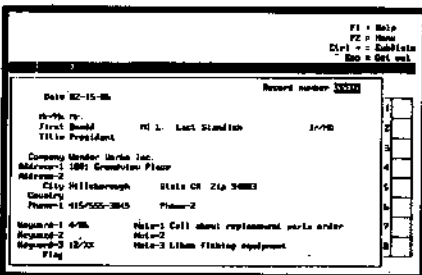 F1 = Help
F2 = Menu
Ctrl
Esc = Get out
Record number
Date 02-15-86
Mr/Ms Mr.
First David MI L. Last Standish Jr/MD
Title President
Company Wonder Works Inc.
Address-1 1001 Grandview Place
Address-2
City Hillsborough State CA Zip
Country
Phone-1 415/555-3845 Phone-2
Keyword-1 4/86 Note-1 Call about replacement parts order
Keyword-2 Note-2
Keyword-3 12/XX Note-3 Likes fishing equipment
Flag